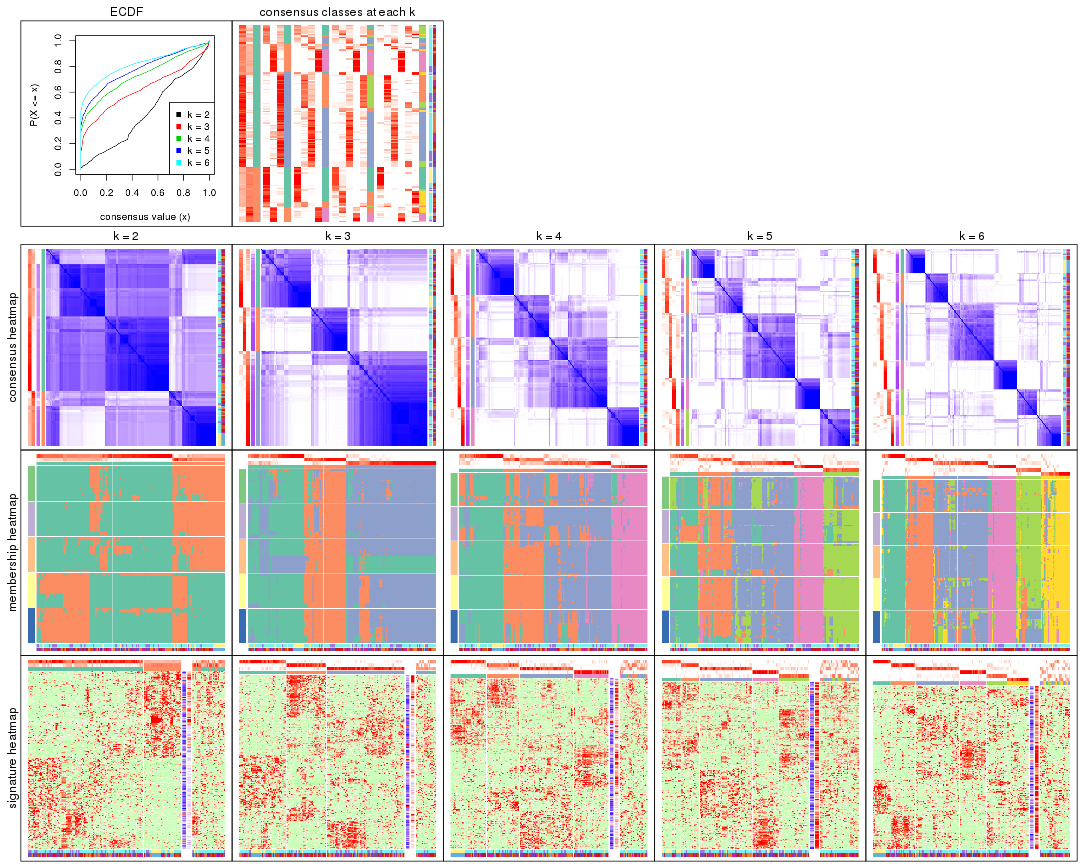 ECDF
consensus classes at each k
P(X <= x)
1.0
0.8
0.6
0.4
0.2
0.0
k = 2
k = 3
k = 4
k = 5
k = 6
0.0 0.2 0.4 0.6 0.8 1.0
consensus value (x)
k = 2
k = 3
k = 4
k = 5
k = 6
consensus heatmap
membership heatmap
signature heatmap